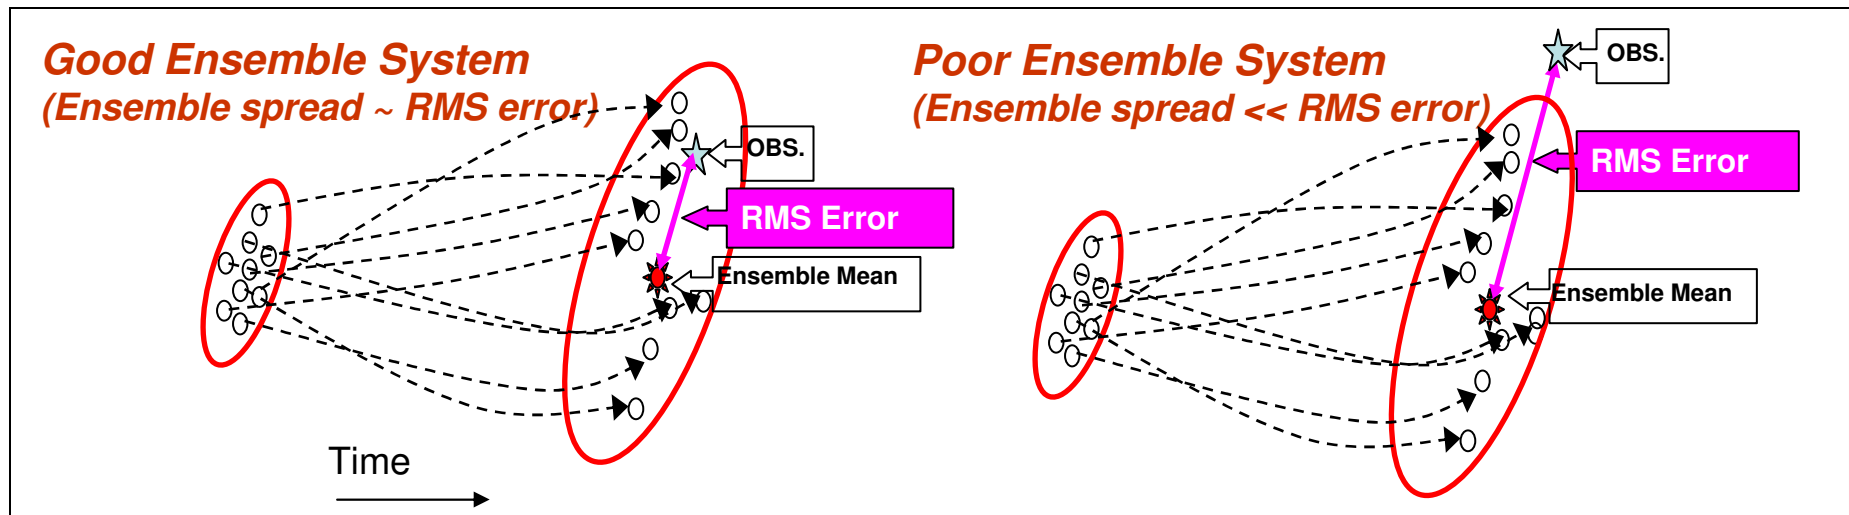 Good Ensemble System
(Ensemble spread ~ RMS error)
OBS.
RMS Error
Ensemble Mean
Time
Poor Ensemble System
(Ensemble spread << RMS error)
OBS.
RMS Error
Ensemble Mean